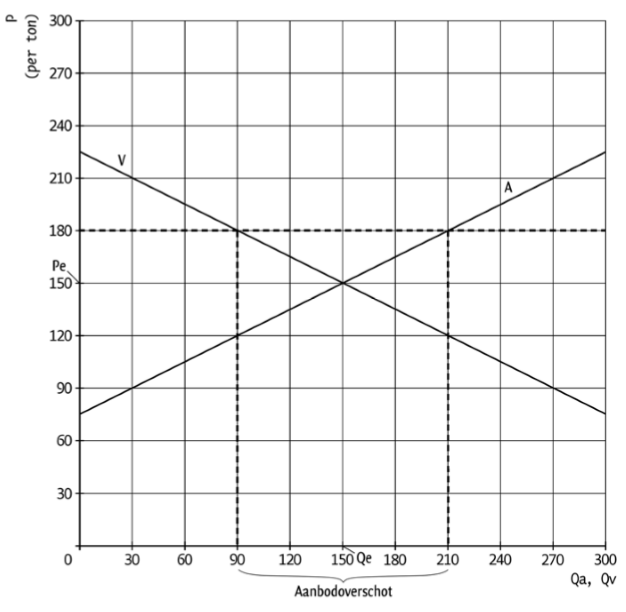 P
(per ton)
300
270
240
V
210
A
180
Pe
150
120
90
60
30
0 30 60 90 120 150 Qe 180 210 240 270 300
Qa, Qv
Aanbodoverschot